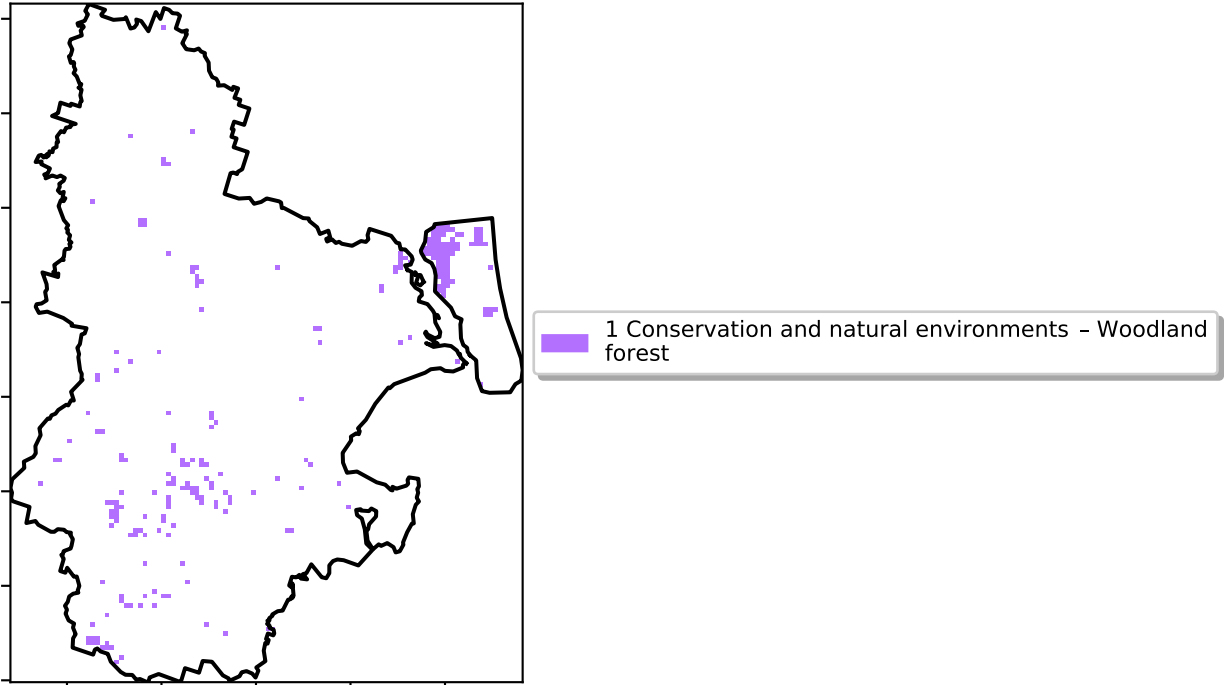 1 Conservation and natural environments – Woodland
forest